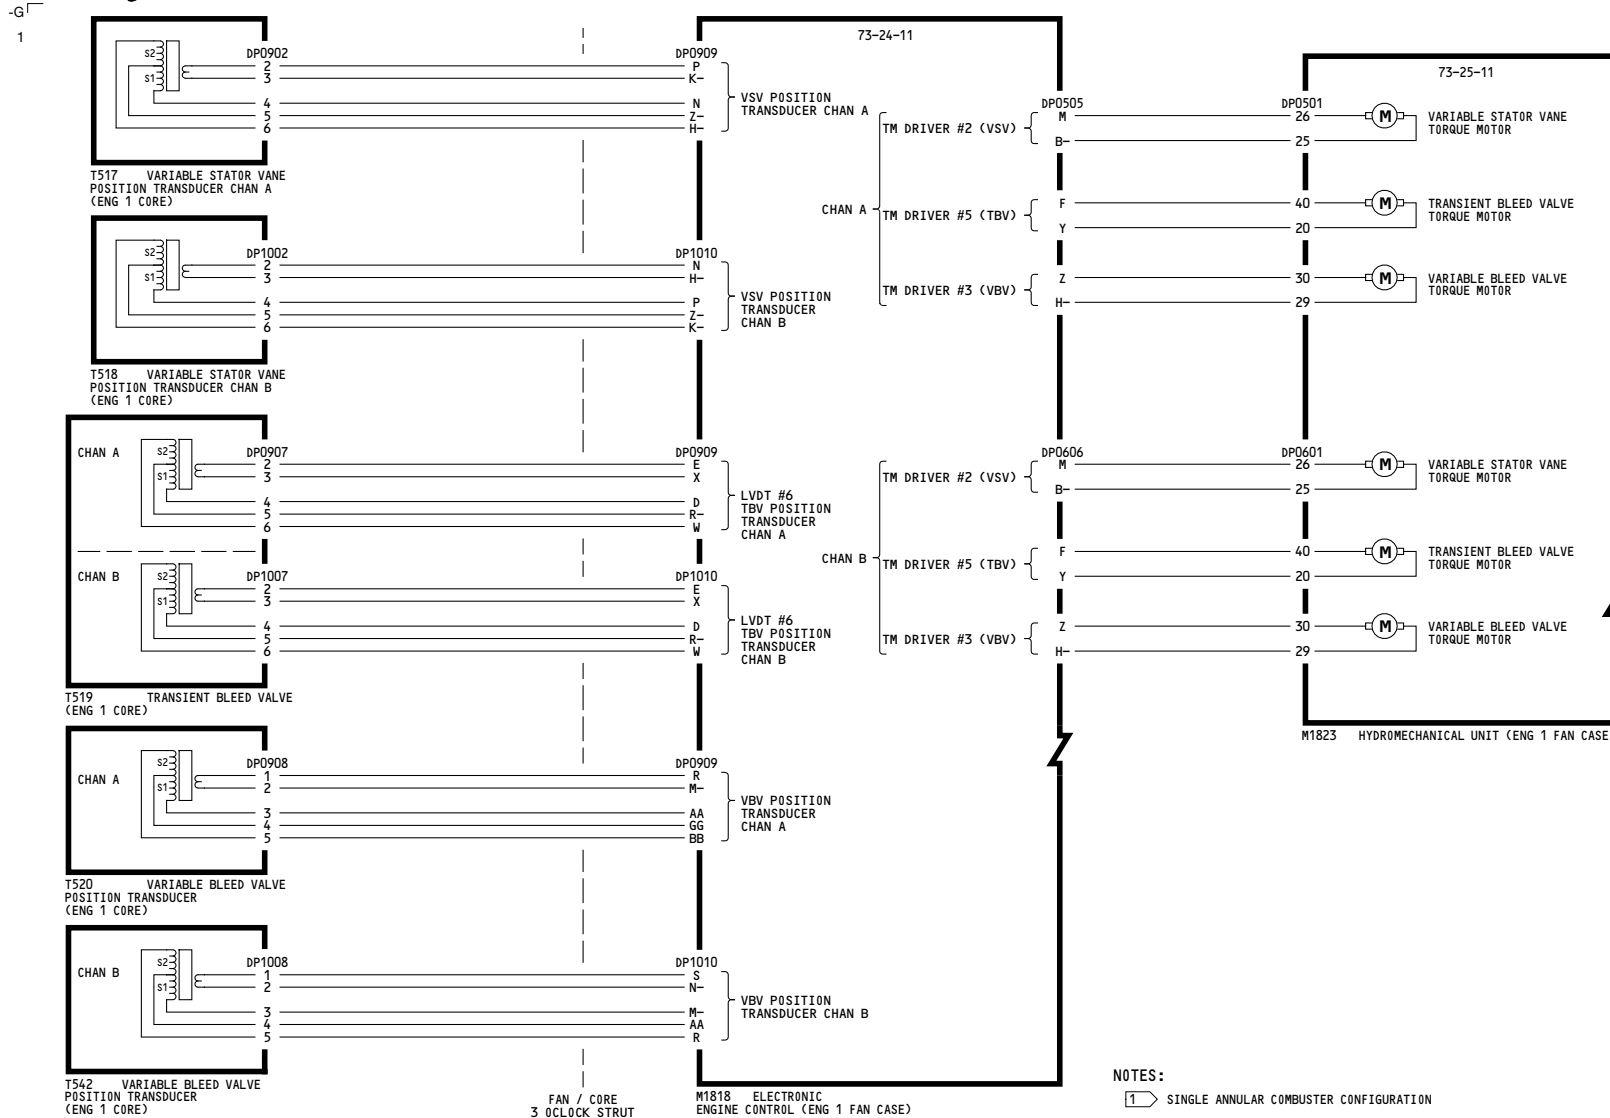 -G
1
S2
S1
DP0902
2
3
4
5
6
T517 VARIABLE STATOR VANE
POSITION TRANSDUCER CHAN A
(ENG 1 CORE)
S2
S1
DP1002
2
3
4
5
6
T518 VARIABLE STATOR VANE
POSITION TRANSDUCER CHAN B
(ENG 1 CORE)
CHAN A
S2
S1
DP0907
2
3
4
5
6
CHAN B
S2
S1
DP1007
2
3
4
5
6
T519 TRANSIENT BLEED VALVE
(ENG 1 CORE)
CHAN A
S2
S1
DP0908
1
2
3
4
5
T520 VARIABLE BLEED VALVE
POSITION TRANSDUCER
(ENG 1 CORE)
CHAN B
S2
S1
DP1008
1
2
3
4
5
T542 VARIABLE BLEED VALVE
POSITION TRANSDUCER
(ENG 1 CORE)
FAN / CORE
3 OCLOCK STRUT
73-24-11
DP0909
P
K-
N
Z-
H-
VSV POSITION
TRANSDUCER CHAN A
DP1010
N
H-
P
Z-
K-
VSV POSITION
TRANSDUCER
CHAN B
DP0909
E
X
D
R-
W
LVDT #6
TBV POSITION
TRANSDUCER
CHAN A
DP1010
E
X
D
R-
W
LVDT #6
TBV POSITION
TRANSDUCER
CHAN B
DP0909
R
M-
AA
GG
BB
VBV POSITION
TRANSDUCER
CHAN A
DP1010
S
N-
M-
AA
R
VBV POSITION
TRANSDUCER CHAN B
M1818 ELECTRONIC
ENGINE CONTROL (ENG 1 FAN CASE)
CHAN A
TM DRIVER #2 (VSV)
TM DRIVER #5 (TBV)
TM DRIVER #3 (VBV)
DP0505
M
B-
F
Y
Z
H-
CHAN B
TM DRIVER #2 (VSV)
TM DRIVER #5 (TBV)
TM DRIVER #3 (VBV)
DP0606
M
B-
F
Y
Z
H-
73-25-11
DP0501
26
25
M
VARIABLE STATOR VANE
TORQUE MOTOR
40
20
M
TRANSIENT BLEED VALVE
TORQUE MOTOR
30
29
M
VARIABLE BLEED VALVE
TORQUE MOTOR
DP0601
26
25
M
VARIABLE STATOR VANE
TORQUE MOTOR
40
20
M
TRANSIENT BLEED VALVE
TORQUE MOTOR
30
29
M
VARIABLE BLEED VALVE
TORQUE MOTOR
M1823 HYDROMECHANICAL UNIT (ENG 1 FAN CASE
NOTES:
1 SINGLE ANNULAR COMBUSTER CONFIGURATION